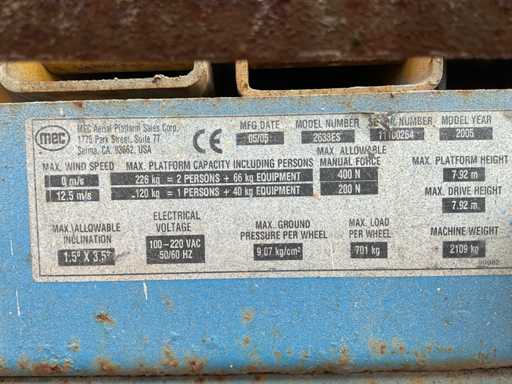 mec
MEC Aerial Platform Sales Corp.
1775 Park Street, Suite 77
Selma, CA. 93662, USA
CE
MFG DATE
05/05
MODEL NUMBER
2633ES
SERIAL NUMBER
11100264
MODEL YEAR
2005
MAX. WIND SPEED
0 m/s
12.5 m/s
MAX. PLATFORM CAPACITY INCLUDING PERSONS
226 kg = 2 PERSONS + 66 kg EQUIPMENT
120 kg = 1 PERSONS + 40 kg EQUIPMENT
MAX. ALLOWABLE
MANUAL FORCE
400 N
200 N
MAX. PLATFORM HEIGHT
7.92 m
MAX. DRIVE HEIGHT
7.92 m
MAX. ALLOWABLE
INCLINATION
1.5° X 3.5°
ELECTRICAL
VOLTAGE
100-220 VAC
50/60 HZ
MAX. GROUND
PRESSURE PER WHEEL
9.07 kg/cm²
MAX. LOAD
PER WHEEL
701 kg
MACHINE WEIGHT
2109 kg